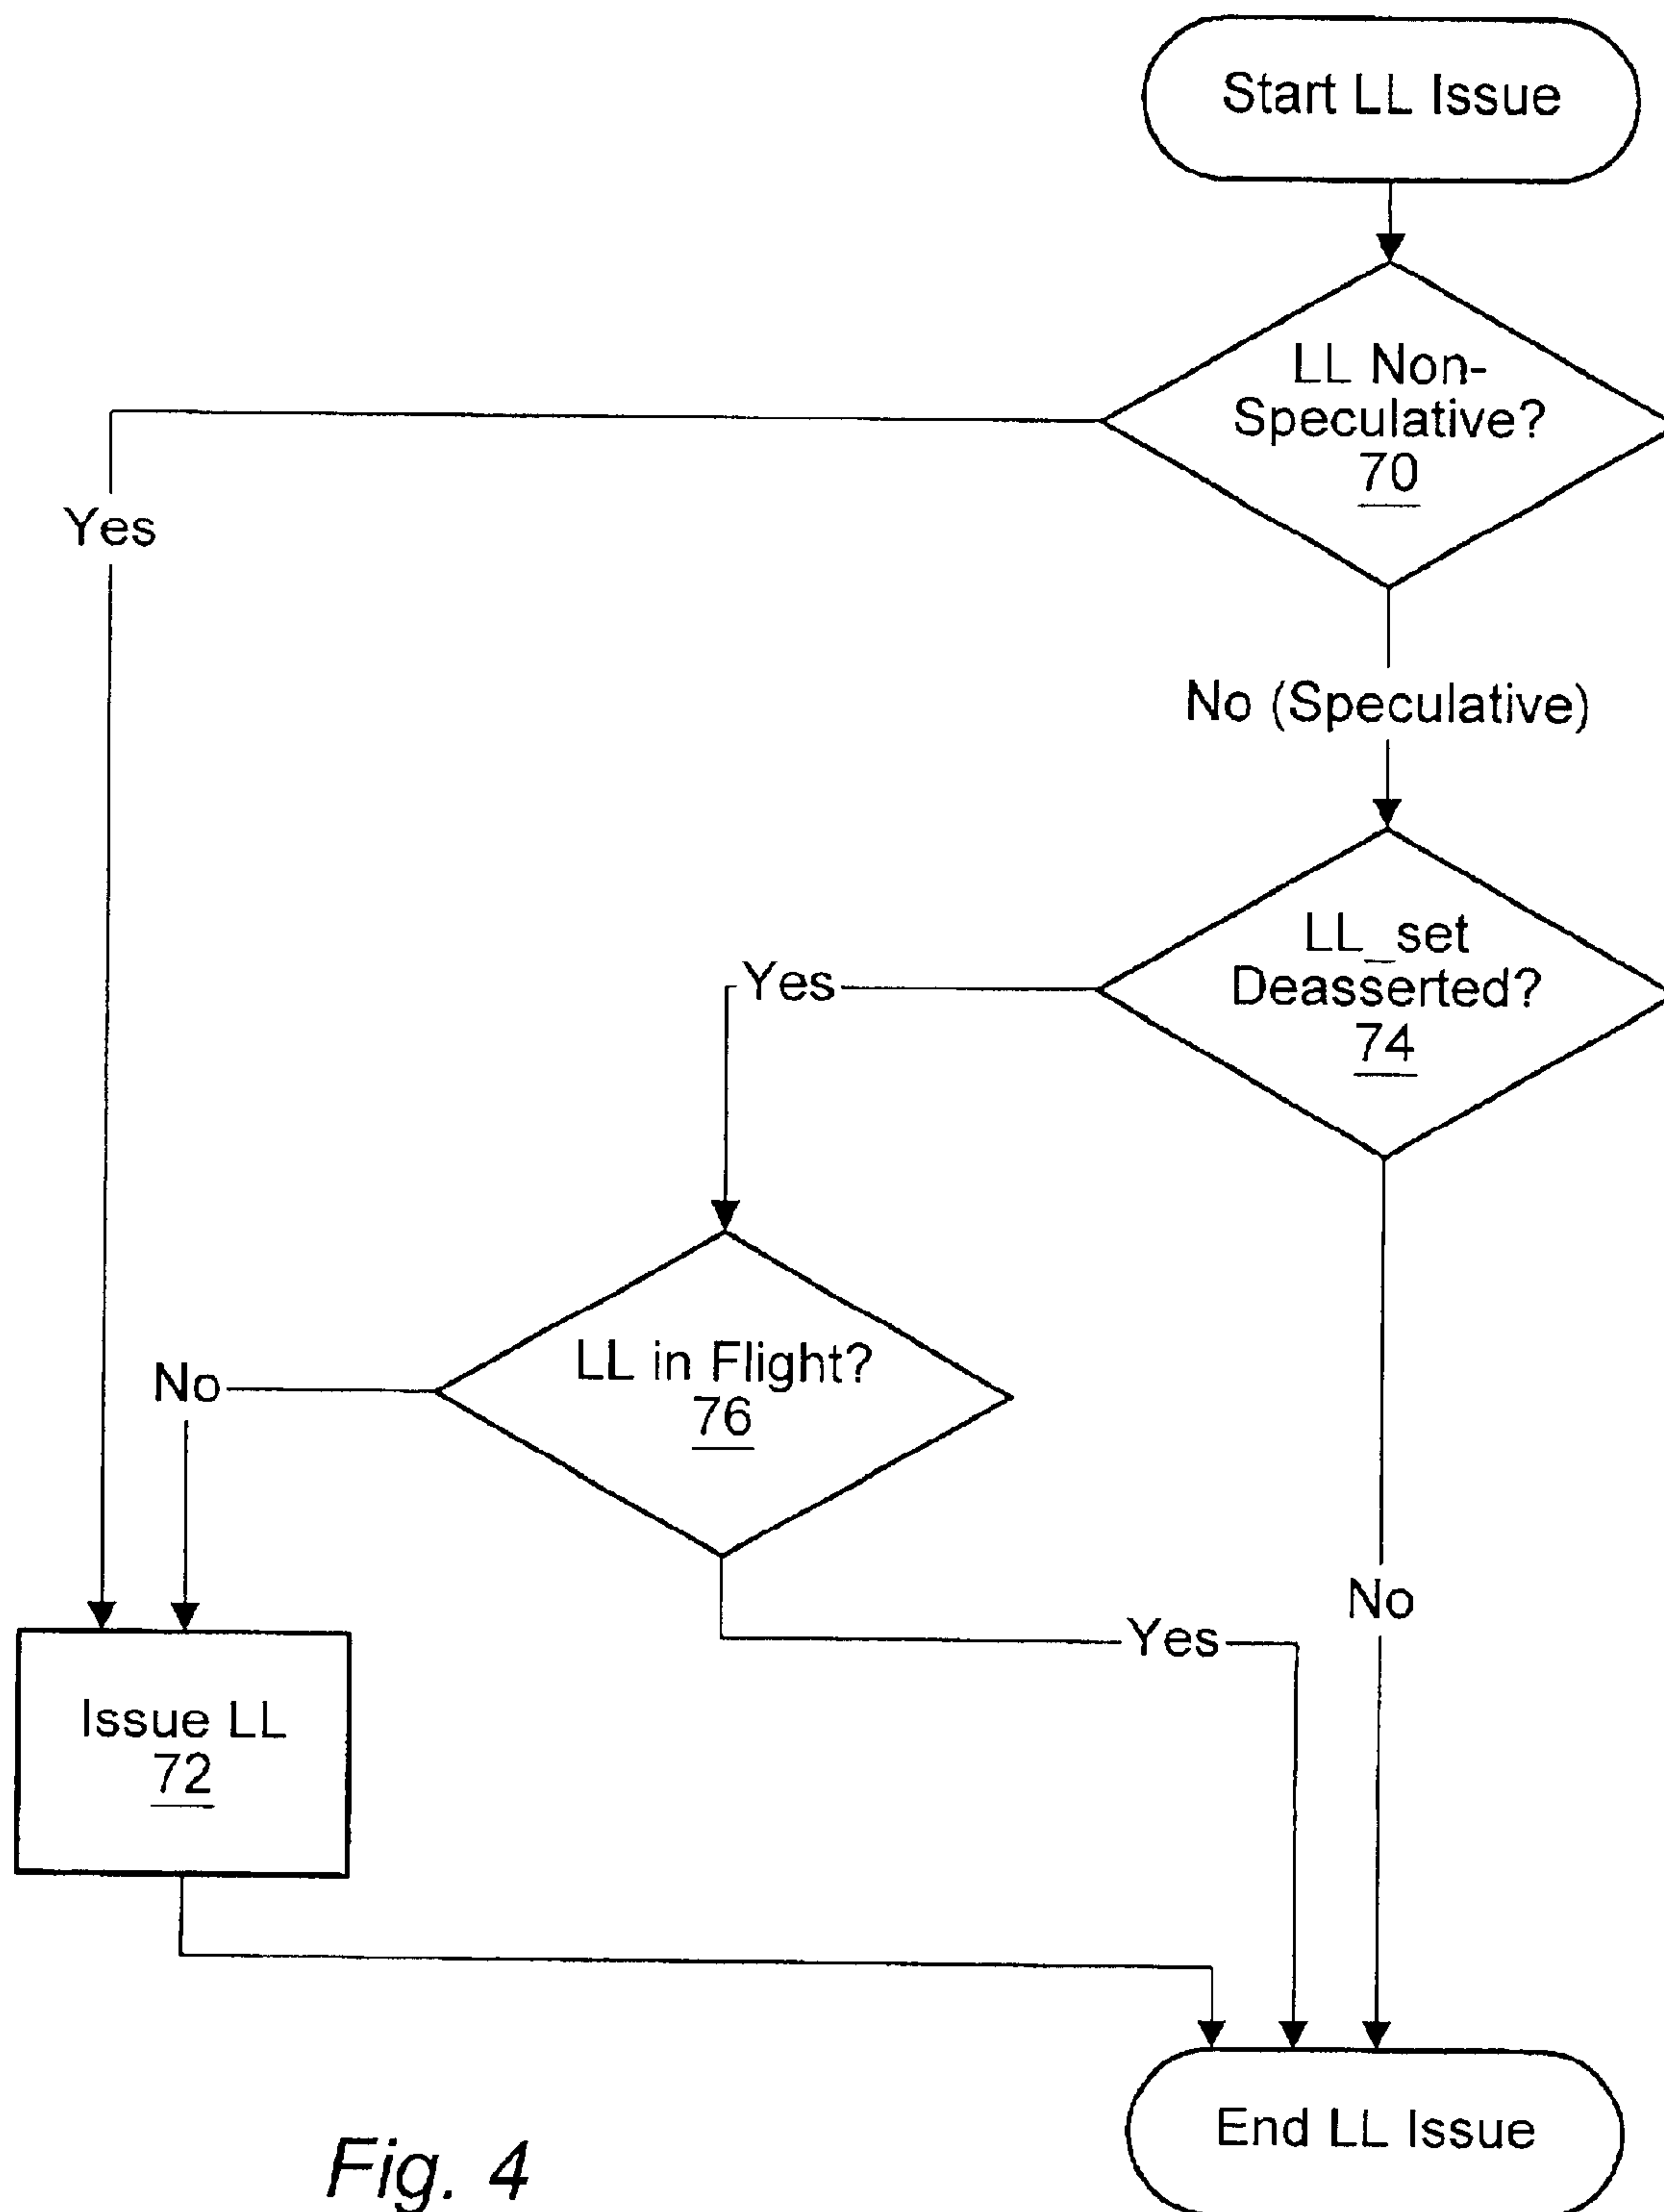 Start LL Issue
LL Non-
Speculative?
70
Yes
No (Speculative)
LL_set
Deasserted?
74
Yes
LL in Flight?
76
No
No
Yes
Issue LL
72
End LL Issue
Fig. 4